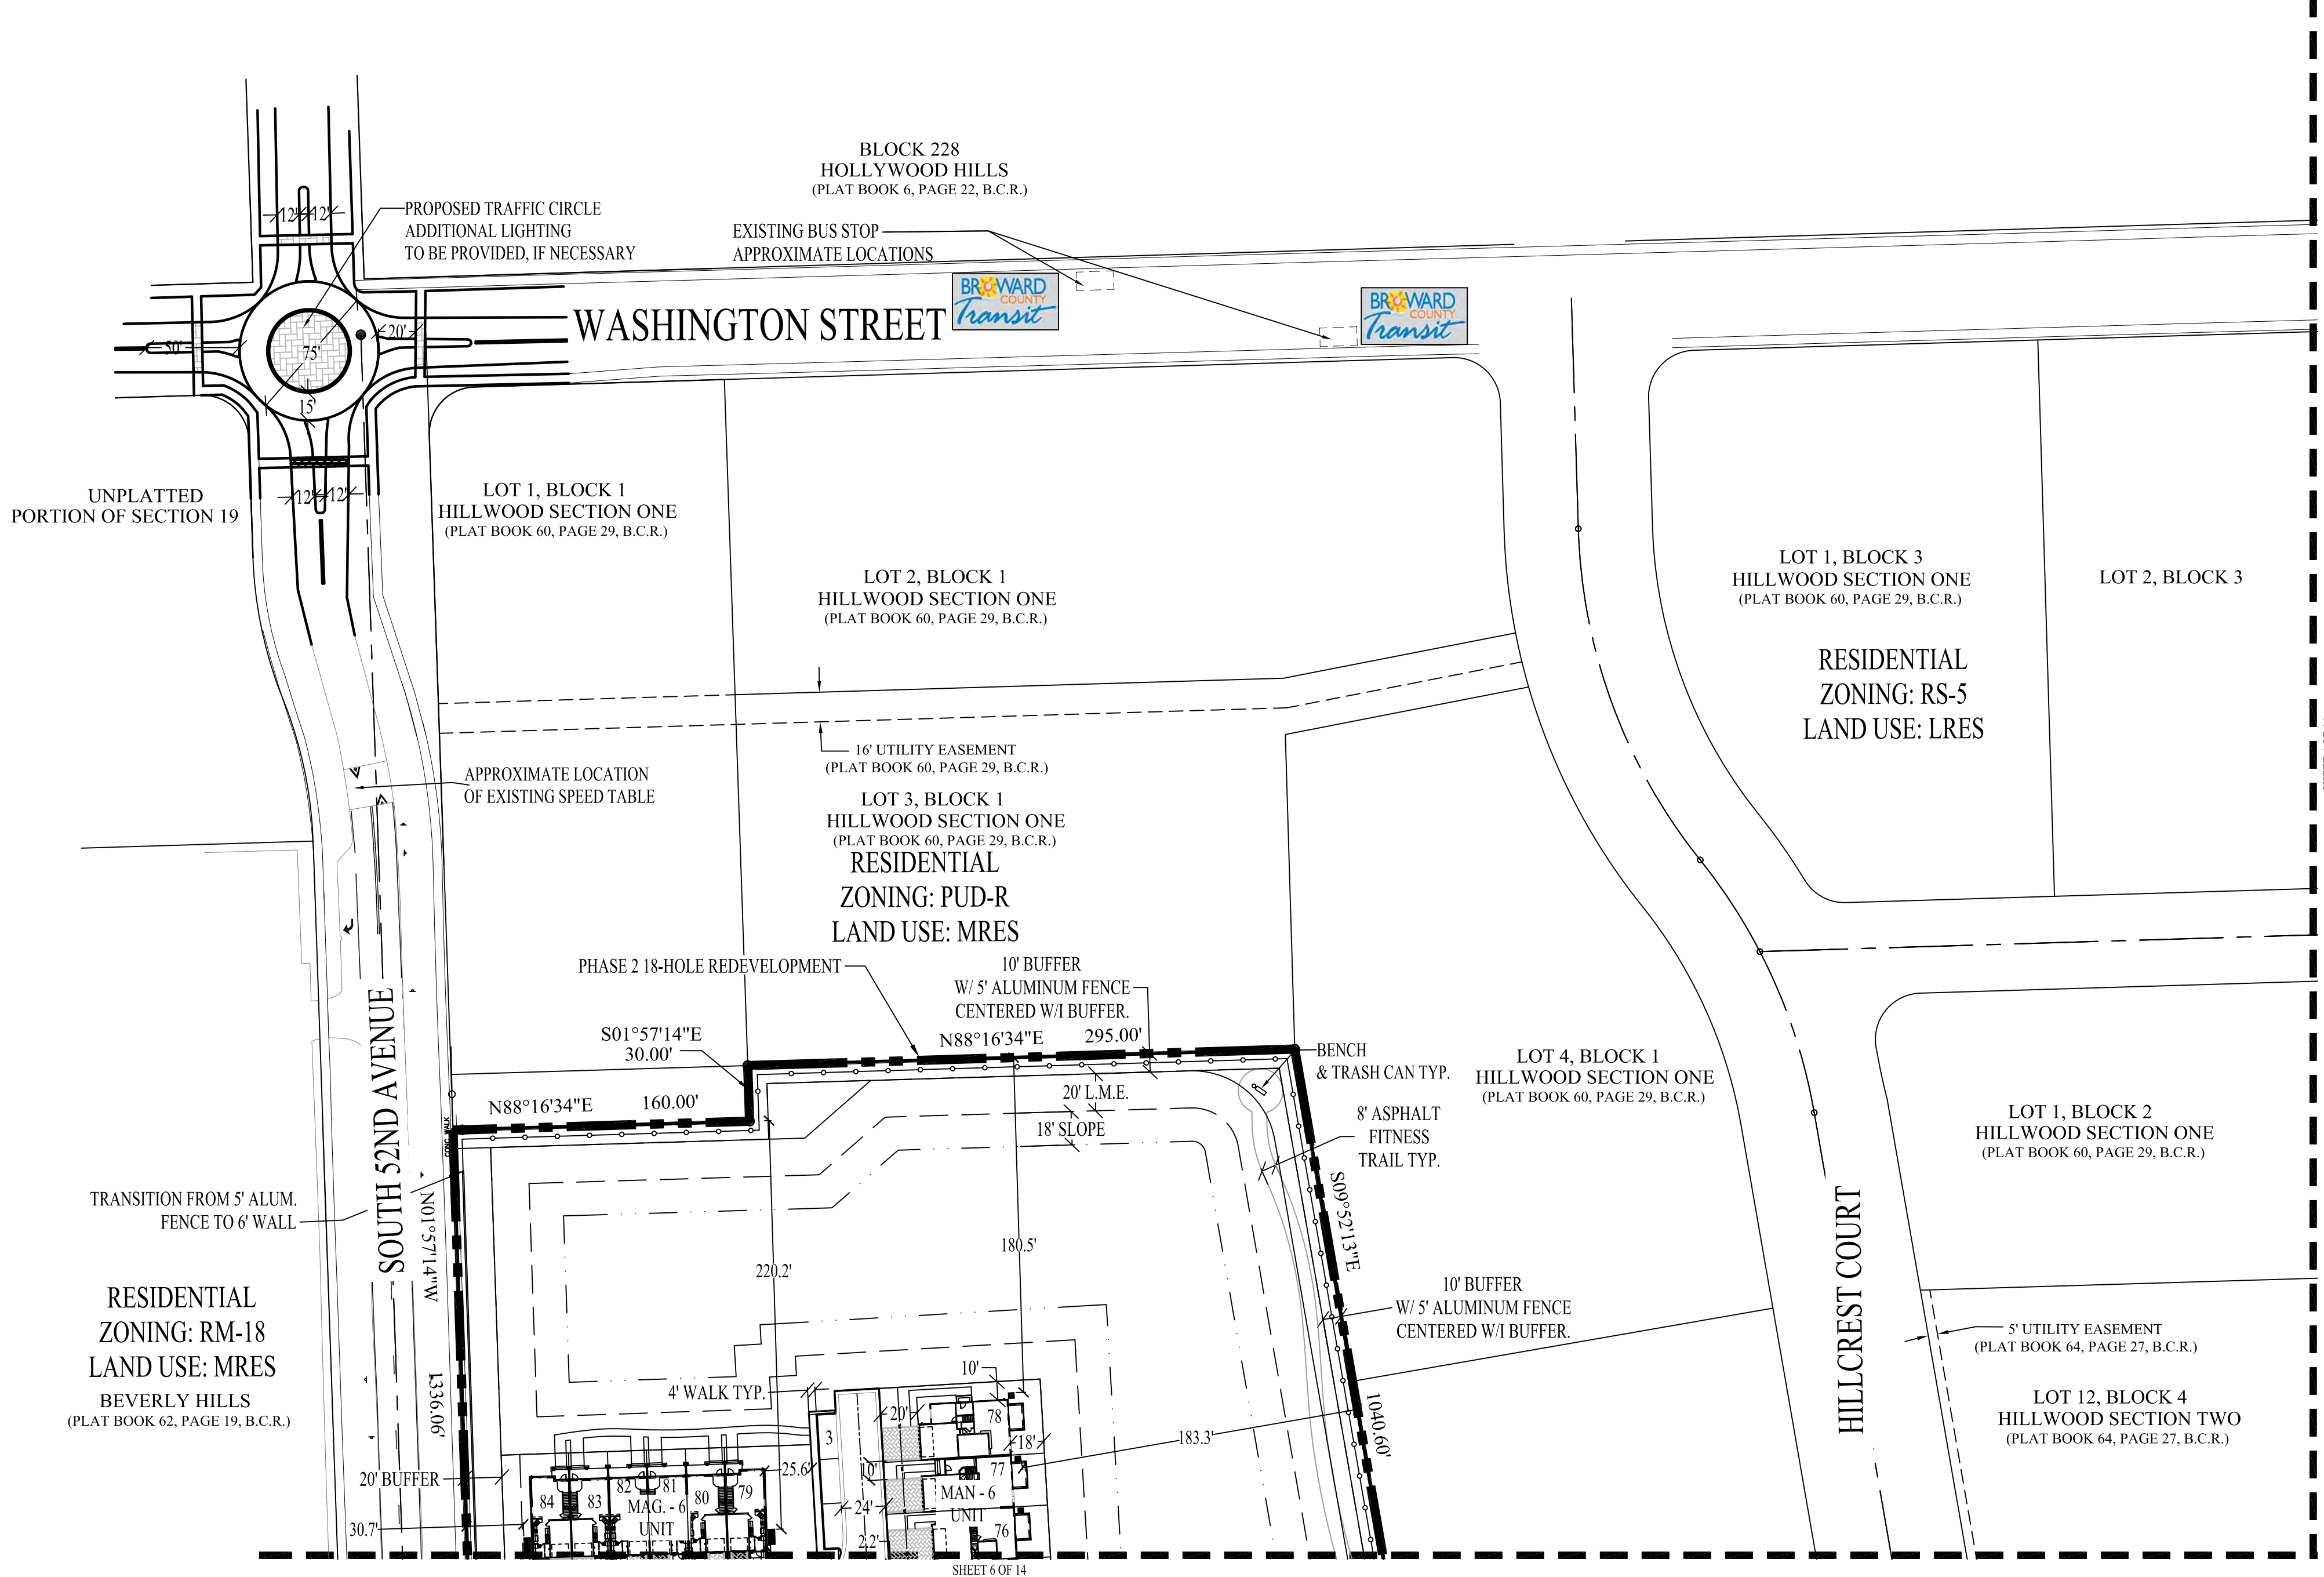 BLOCK 228
HOLLYWOOD HILLS
(PLAT BOOK 6, PAGE 22, B.C.R.)
12'
12'
PROPOSED TRAFFIC CIRCLE
ADDITIONAL LIGHTING
TO BE PROVIDED, IF NECESSARY
EXISTING BUS STOP
APPROXIMATE LOCATIONS
BROWARD
COUNTY
Transit
BROWARD
COUNTY
Transit
WASHINGTON STREET
50'
75'
20'
15'
12'
12'
UNPLATTED
PORTION OF SECTION 19
LOT 1, BLOCK 1
HILLWOOD SECTION ONE
(PLAT BOOK 60, PAGE 29, B.C.R.)
LOT 2, BLOCK 1
HILLWOOD SECTION ONE
(PLAT BOOK 60, PAGE 29, B.C.R.)
LOT 1, BLOCK 3
HILLWOOD SECTION ONE
(PLAT BOOK 60, PAGE 29, B.C.R.)
LOT 2, BLOCK 3
RESIDENTIAL
ZONING: RS-5
LAND USE: LRES
16' UTILITY EASEMENT
(PLAT BOOK 60, PAGE 29, B.C.R.)
APPROXIMATE LOCATION
OF EXISTING SPEED TABLE
LOT 3, BLOCK 1
HILLWOOD SECTION ONE
(PLAT BOOK 60, PAGE 29, B.C.R.)
RESIDENTIAL
ZONING: PUD-R
LAND USE: MRES
PHASE 2 18-HOLE REDEVELOPMENT
10' BUFFER
W/ 5' ALUMINUM FENCE
CENTERED W/I BUFFER.
S01°57'14"E
30.00'
N88°16'34"E 295.00'
BENCH
& TRASH CAN TYP.
LOT 4, BLOCK 1
HILLWOOD SECTION ONE
(PLAT BOOK 60, PAGE 29, B.C.R.)
N88°16'34"E 160.00'
20' L.M.E.
18' SLOPE
8' ASPHALT
FITNESS
TRAIL TYP.
LOT 1, BLOCK 2
HILLWOOD SECTION ONE
(PLAT BOOK 60, PAGE 29, B.C.R.)
CONC. WALK
SOUTH 52ND AVENUE
TRANSITION FROM 5' ALUM.
FENCE TO 6' WALL
N01°57'14"W
1336.06'
S09°52'13"E
1040.60'
180.5'
220.2'
HILLCREST COURT
RESIDENTIAL
ZONING: RM-18
LAND USE: MRES
BEVERLY HILLS
(PLAT BOOK 62, PAGE 19, B.C.R.)
10' BUFFER
W/ 5' ALUMINUM FENCE
CENTERED W/I BUFFER.
5' UTILITY EASEMENT
(PLAT BOOK 64, PAGE 27, B.C.R.)
LOT 12, BLOCK 4
HILLWOOD SECTION TWO
(PLAT BOOK 64, PAGE 27, B.C.R.)
4' WALK TYP.
10'
20'
78
18'
3
183.3'
20' BUFFER
25.6'
10'
77
84
83
82
81
80
79
MAG. - 6
UNIT
24'
MAN - 6
UNIT
76
30.7'
2.2'
SHEET 6 OF 14